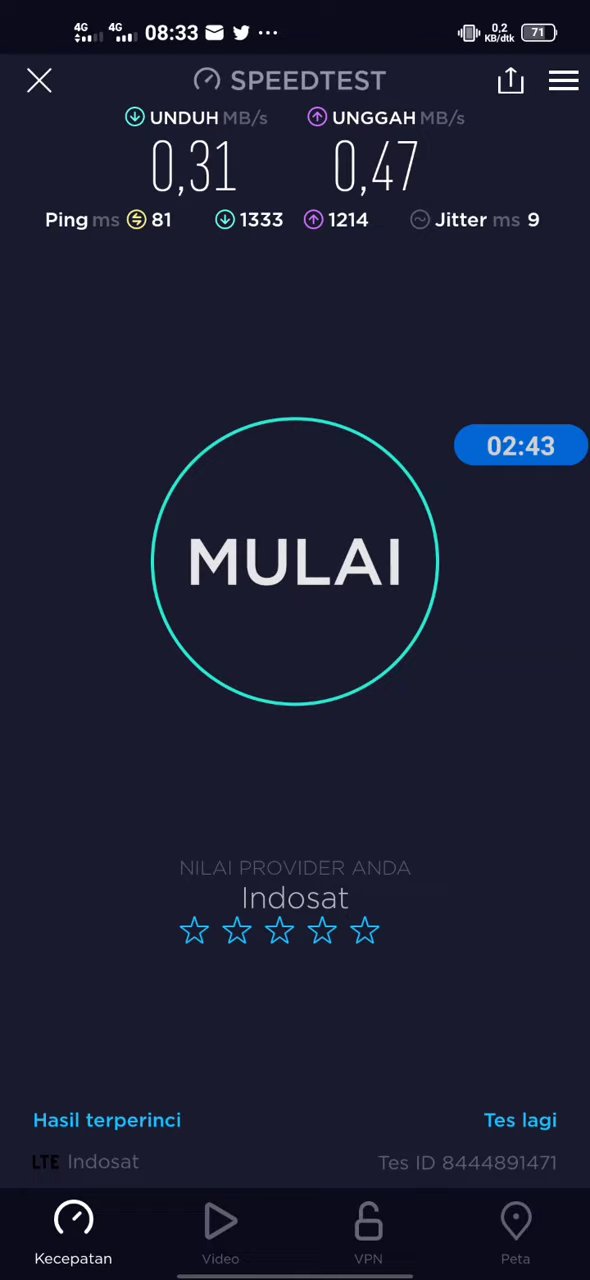 4G 4G 08:33 ... 0,2 KB/dtk 71
SPEEDTEST
UNDUH MB/s UNGGAH MB/s
0,31 0,47
Ping ms 81 1333 1214 Jitter ms 9
02:43
MULAI
NILAI PROVIDER ANDA
Indosat
Hasil terperinci Tes lagi
LTE Indosat Tes ID 8444891471
Kecepatan Video VPN Peta